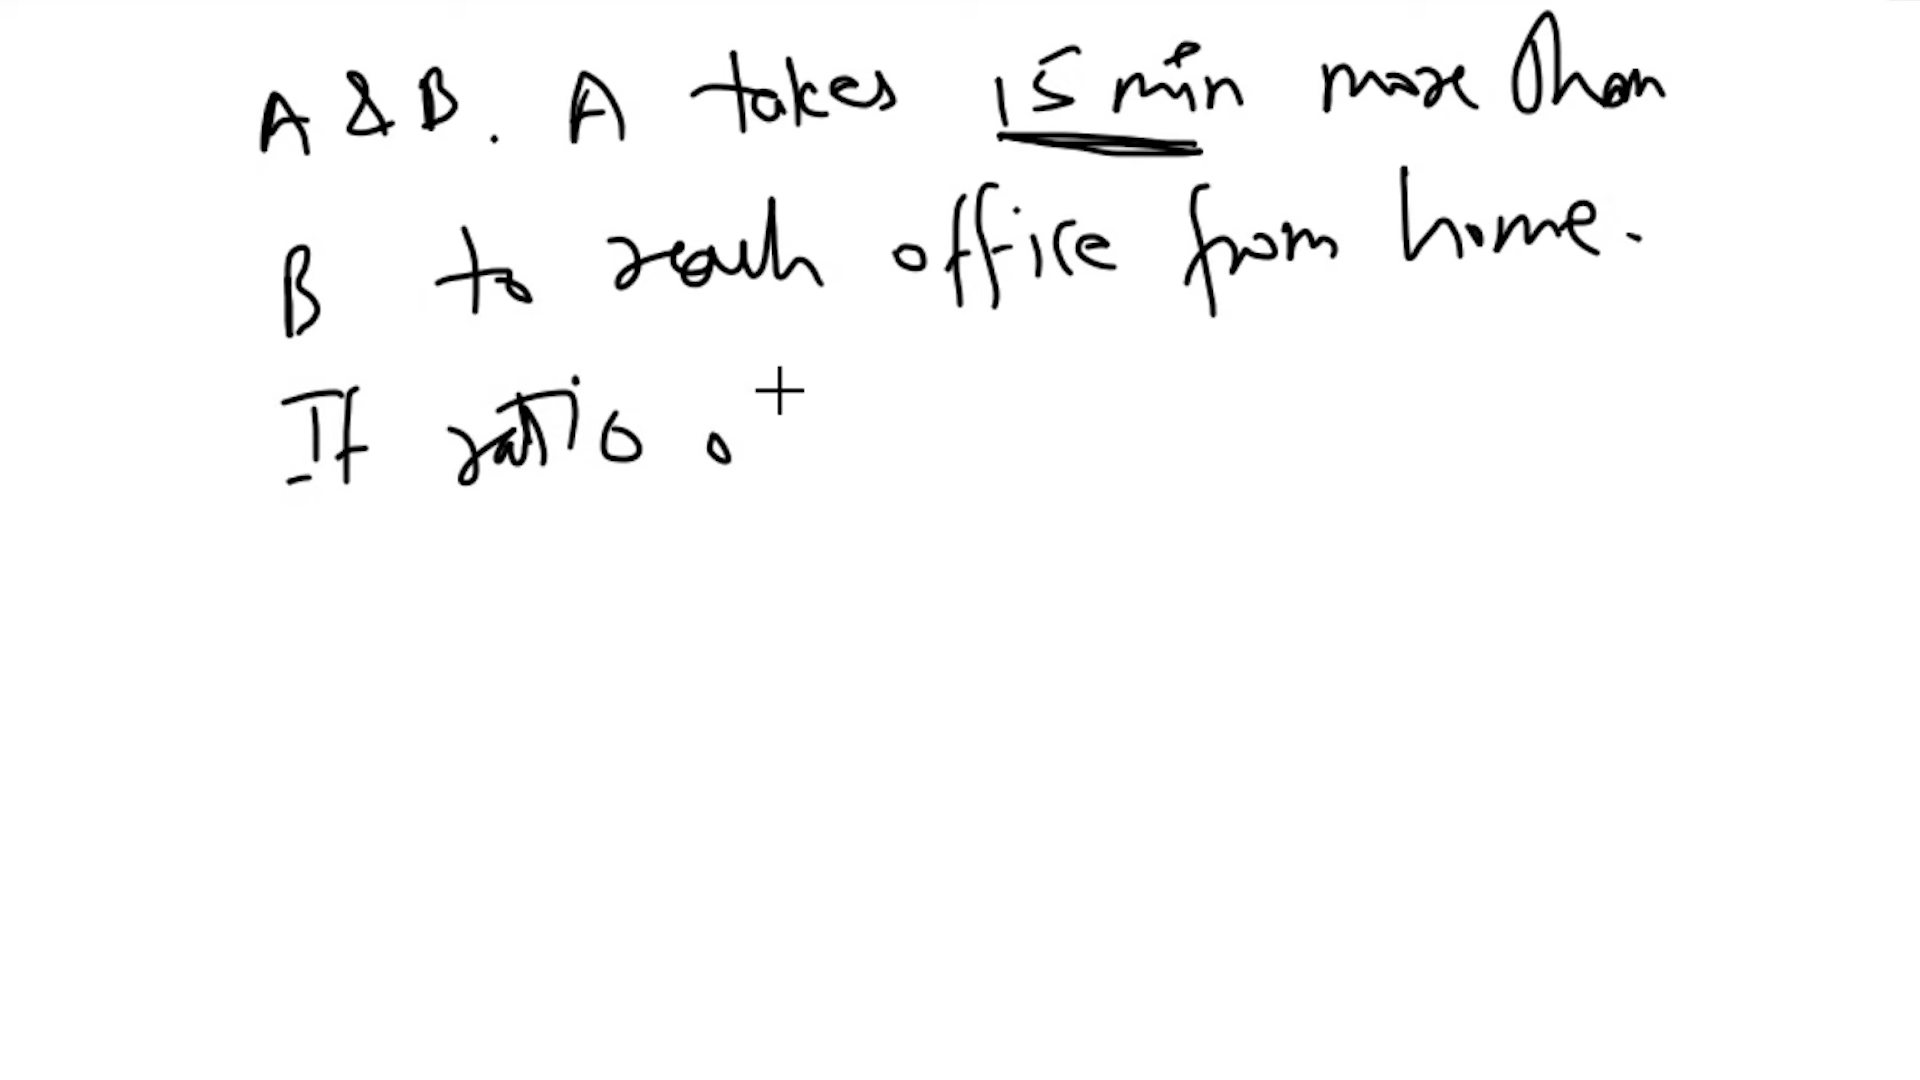 A & B. A takes 15 min more than
B to reach office from home.
If ratio o